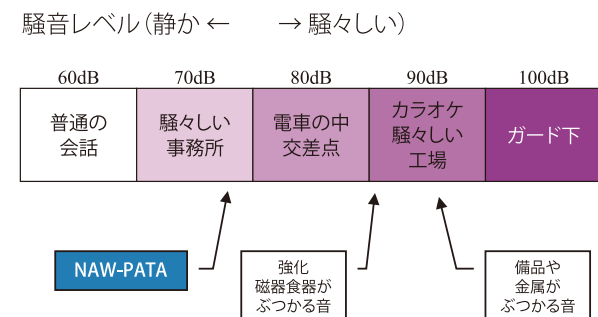 騒音レベル（静か ←　　→ 騒々しい）
60dB 70dB 80dB 90dB 100dB
普通の
会話
騒々しい
事務所
電車の中
交差点
カラオケ
騒々しい
工場
ガード下
NAW-PATA
強化
磁器食器が
ぶつかる音
備品や
金属が
ぶつかる音